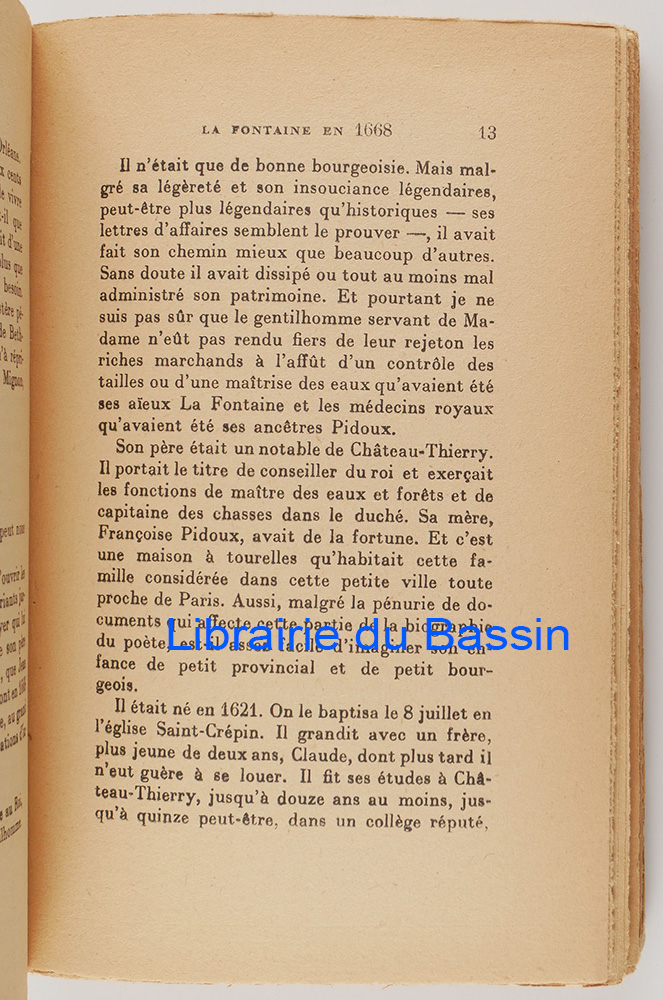 LA FONTAINE EN 1668 13
Il n'était que de bonne bourgeoisie. Mais mal-
gré sa légèreté et son insouciance légendaires,
peut-être plus légendaires qu'historiques — ses
lettres d'affaires semblent le prouver —, il avait
fait son chemin mieux que beaucoup d'autres.
Sans doute il avait dissipé ou tout au moins mal
administré son patrimoine. Et pourtant je ne
suis pas sûr que le gentilhomme servant de Ma-
dame n'eût pas rendu fiers de leur rejeton les
riches marchands à l'affût d'un contrôle des
tailles ou d'une maîtrise des eaux qu'avaient été
ses aïeux La Fontaine et les médecins royaux
qu'avaient été ses ancêtres Pidoux.
Son père était un notable de Château-Thierry.
Il portait le titre de conseiller du roi et exerçait
les fonctions de maître des eaux et forêts et de
capitaine des chasses dans le duché. Sa mère,
Françoise Pidoux, avait de la fortune. Et c'est
une maison à tourelles qu'habitait cette fa-
mille considérée dans cette petite ville toute
proche de Paris. Aussi, malgré la pénurie de do-
cuments qui affecte cette partie de la biographie
du poète, est-il assez facile d'imaginer son en-
fance de petit provincial et de petit bour-
geois.
Il était né en 1621. On le baptisa le 8 juillet en
l'église Saint-Crépin. Il grandit avec un frère,
plus jeune de deux ans, Claude, dont plus tard il
n'eut guère à se louer. Il fit ses études à Châ-
teau-Thierry, jusqu'à douze ans au moins, jus-
qu'à quinze peut-être, dans un collège réputé,
Librairie du Bassin